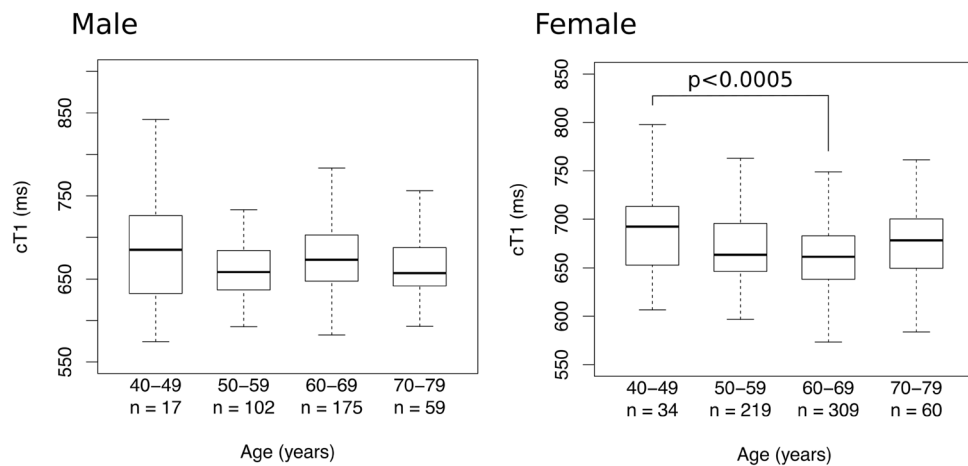 Male
cT1 (ms)
850
750
650
550
40–49 50–59 60–69 70–79
n = 17 n = 102 n = 175 n = 59
Age (years)
Female
p<0.0005
cT1 (ms)
850
800
750
700
650
600
550
40–49 50–59 60–69 70–79
n = 34 n = 219 n = 309 n = 60
Age (years)